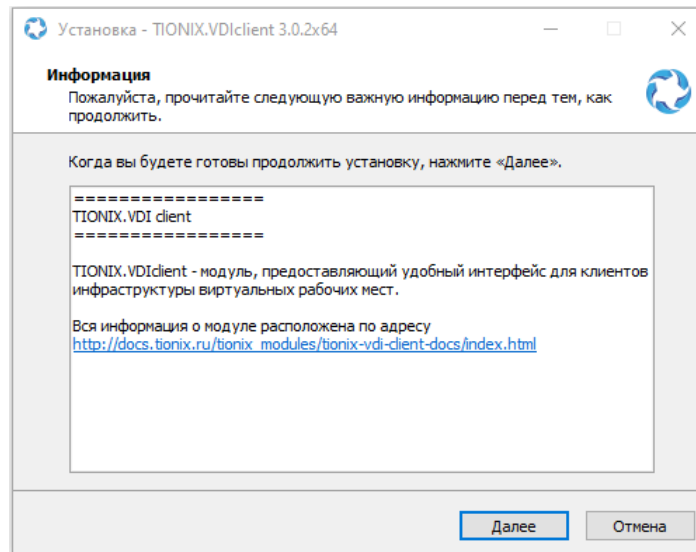 Установка - TIONIX.VDIclient 3.0.2x64
Информация
Пожалуйста, прочитайте следующую важную информацию перед тем, как
продолжить.
Когда вы будете готовы продолжить установку, нажмите «Далее».
=================
TIONIX.VDI client
=================
TIONIX.VDIclient - модуль, предоставляющий удобный интерфейс для клиентов
инфраструктуры виртуальных рабочих мест.
Вся информация о модуле расположена по адресу
http://docs.tionix.ru/tionix_modules/tionix-vdi-client-docs/index.html
Далее
Отмена